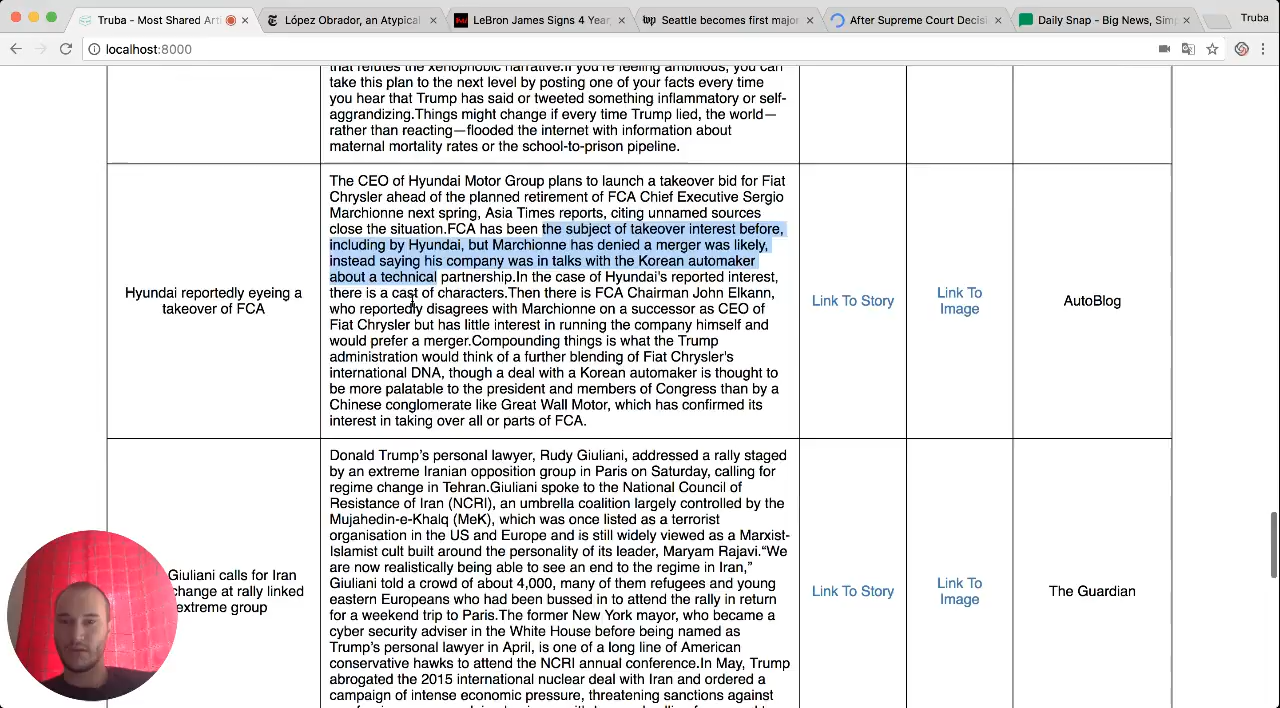 Truba - Most Shared Arti
López Obrador, an Atypical
LeBron James Signs 4 Year,
Seattle becomes first major
After Supreme Court Decisi
Daily Snap - Big News, Sim
Truba
localhost:8000
that refutes the xenophobic narrative.If you're feeling ambitious, you can
take this plan to the next level by posting one of your facts every time
you hear that Trump has said or tweeted something inflammatory or self-
aggrandizing.Things might change if every time Trump lied, the world—
rather than reacting—flooded the internet with information about
maternal mortality rates or the school-to-prison pipeline.
Hyundai reportedly eyeing a
takeover of FCA
The CEO of Hyundai Motor Group plans to launch a takeover bid for Fiat
Chrysler ahead of the planned retirement of FCA Chief Executive Sergio
Marchionne next spring, Asia Times reports, citing unnamed sources
close the situation.FCA has been the subject of takeover interest before,
including by Hyundai, but Marchionne has denied a merger was likely,
instead saying his company was in talks with the Korean automaker
about a technical partnership.In the case of Hyundai's reported interest,
there is a cast of characters.Then there is FCA Chairman John Elkann,
who reportedly disagrees with Marchionne on a successor as CEO of
Fiat Chrysler but has little interest in running the company himself and
would prefer a merger.Compounding things is what the Trump
administration would think of a further blending of Fiat Chrysler's
international DNA, though a deal with a Korean automaker is thought to
be more palatable to the president and members of Congress than by a
Chinese conglomerate like Great Wall Motor, which has confirmed its
interest in taking over all or parts of FCA.
Link To Story
Link To
Image
AutoBlog
Giuliani calls for Iran
change at rally linked
extreme group
Donald Trump's personal lawyer, Rudy Giuliani, addressed a rally staged
by an extreme Iranian opposition group in Paris on Saturday, calling for
regime change in Tehran.Giuliani spoke to the National Council of
Resistance of Iran (NCRI), an umbrella coalition largely controlled by the
Mujahedin-e-Khalq (MeK), which was once listed as a terrorist
organisation in the US and Europe and is still widely viewed as a Marxist-
Islamist cult built around the personality of its leader, Maryam Rajavi.“We
are now realistically being able to see an end to the regime in Iran,”
Giuliani told a crowd of about 4,000, many of them refugees and young
eastern Europeans who had been bussed in to attend the rally in return
for a weekend trip to Paris.The former New York mayor, who became a
cyber security adviser in the White House before being named as
Trump's personal lawyer in April, is one of a long line of American
conservative hawks to attend the NCRI annual conference.In May, Trump
abrogated the 2015 international nuclear deal with Iran and ordered a
campaign of intense economic pressure, threatening sanctions against
Link To Story
Link To
Image
The Guardian